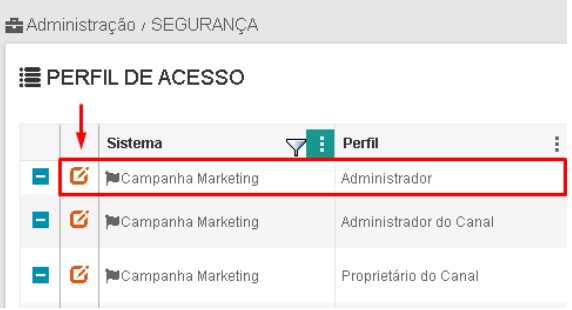 Administração / SEGURANÇA
PERFIL DE ACESSO
Sistema Perfil
Campanha Marketing Administrador
Campanha Marketing Administrador do Canal
Campanha Marketing Proprietário do Canal